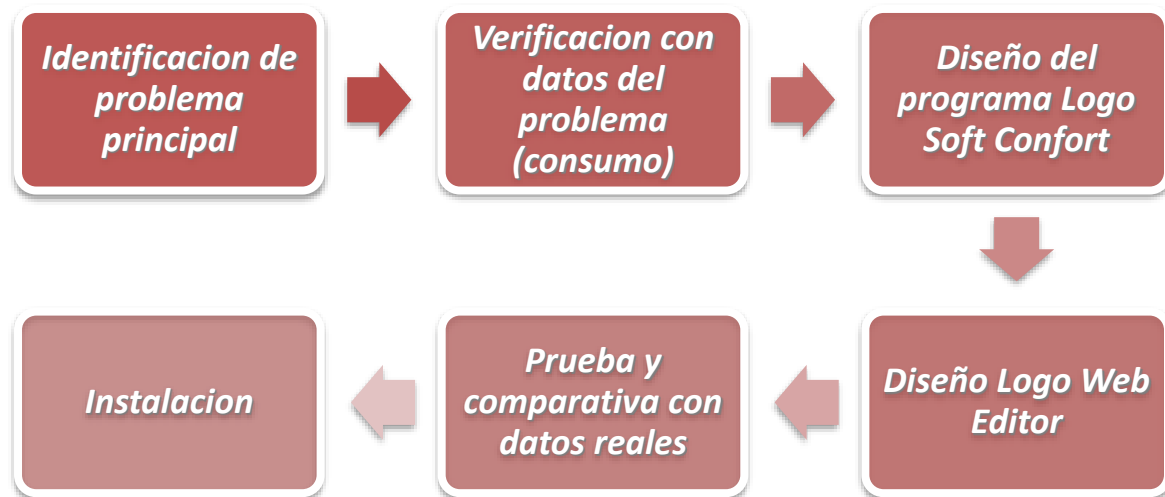 Identificacion de
problema
principal
Verificacion con
datos del
problema
(consumo)
Diseño del
programa Logo
Soft Confort
Diseño Logo Web
Editor
Prueba y
comparativa con
datos reales
Instalacion